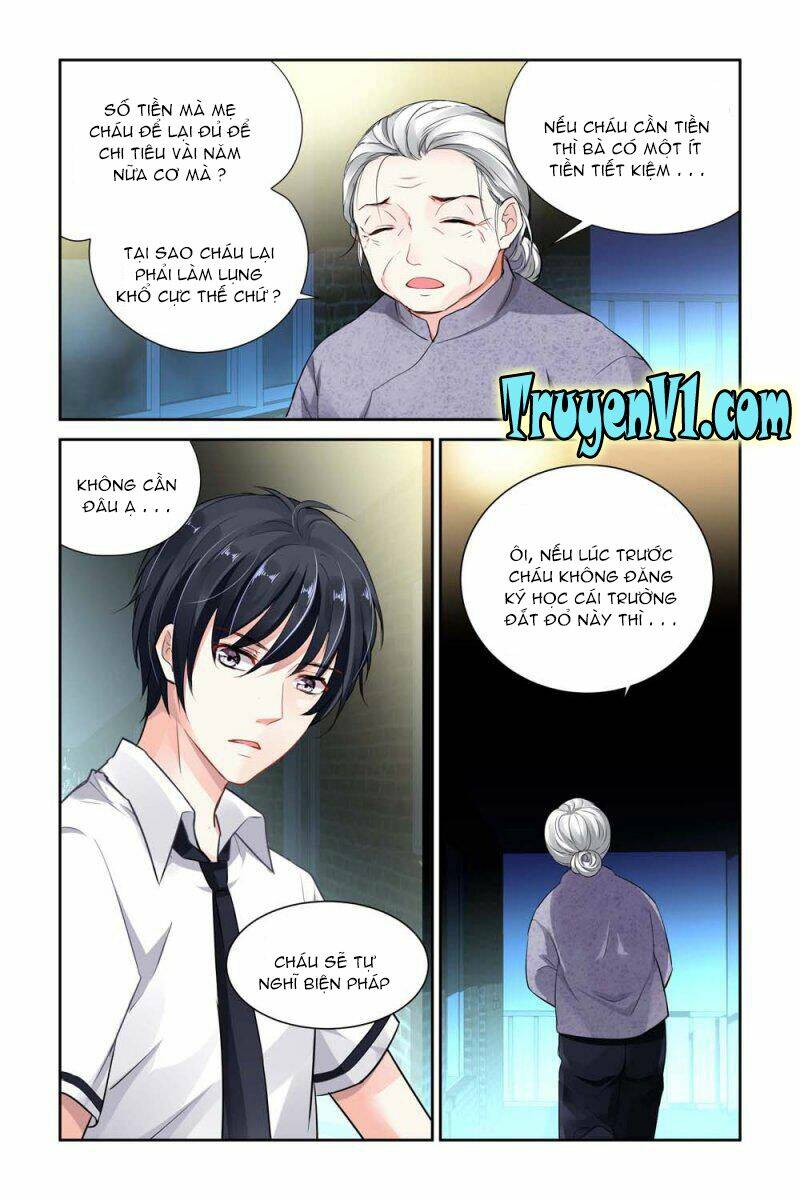 SỐ TIỀN MÀ MẸ
CHÁU ĐỂ LẠI ĐỦ ĐỂ
CHI TIÊU VÀI NĂM
NỮA CƠ MÀ ?
TẠI SAO CHÁU LẠI
PHẢI LÀM LỤNG
KHỔ CỰC THẾ CHỨ ?
NẾU CHÁU CẦN TIỀN
THÌ BÀ CÓ MỘT ÍT
TIỀN TIẾT KIỆM . . .
TruyenV1.com
KHÔNG CẦN
ĐÂU Ạ . . .
CHÁU SẼ TỰ
NGHĨ BIỆN PHÁP
ÔI, NẾU LÚC TRƯỚC
CHÁU KHÔNG ĐĂNG
KÝ HỌC CÁI TRƯỜNG
ĐẮT ĐỎ NÀY THÌ . . .